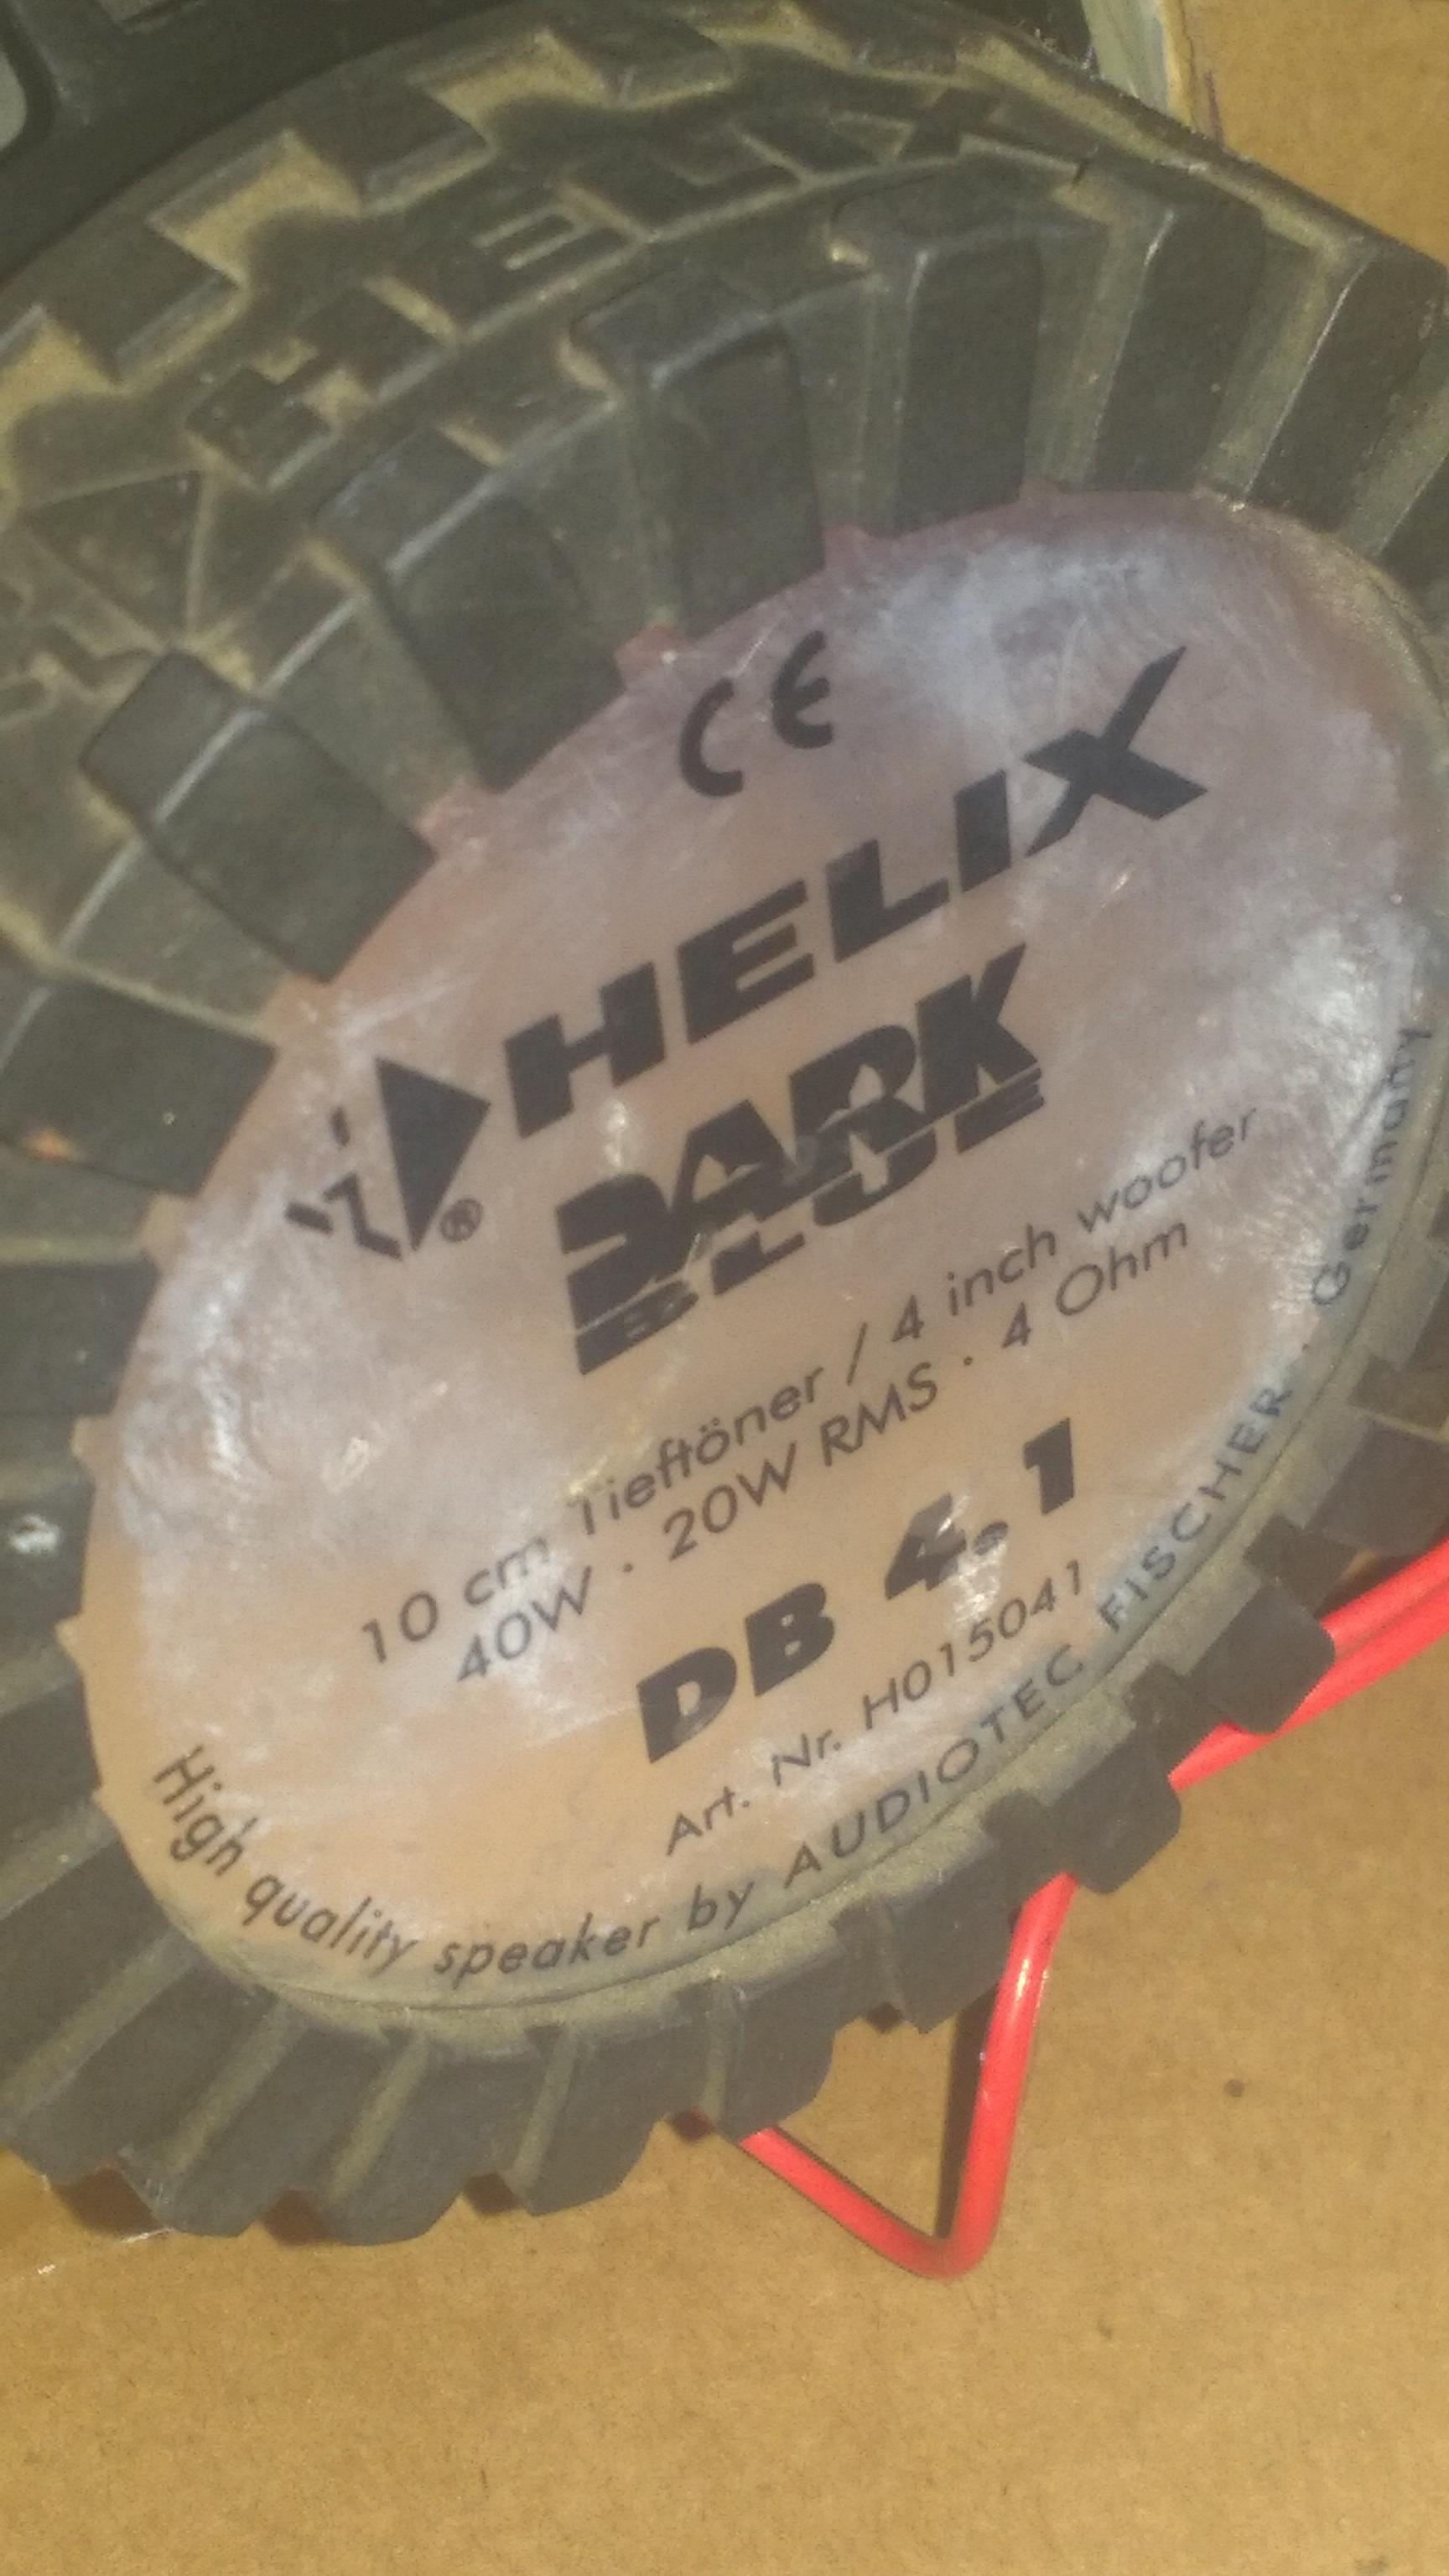 CE
HELIX
®
DARK
BLUE
10 cm Tieftöner / 4 inch woofer
40W · 20W RMS · 4 Ohm
DB 4.1
Art. Nr. H015041
High quality speaker by AUDIOTEC FISCHER · Germany